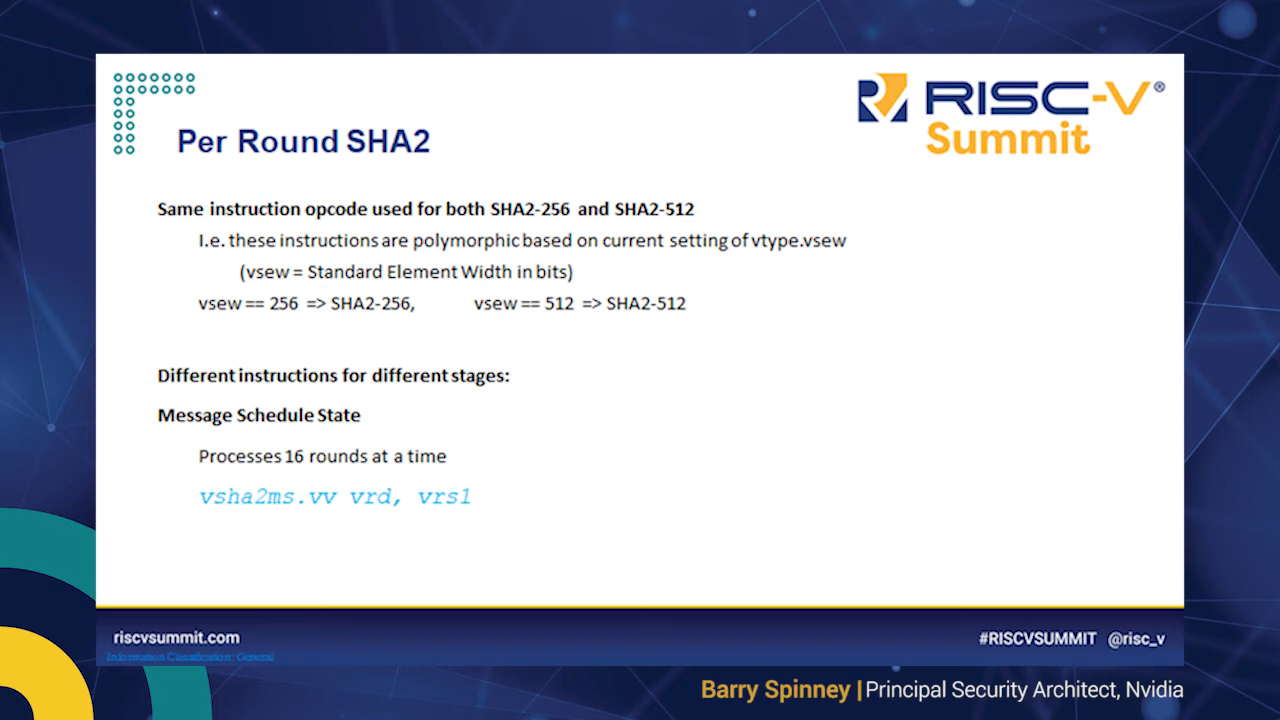 RISC-V®
Summit
Per Round SHA2
Same instruction opcode used for both SHA2-256 and SHA2-512
I.e. these instructions are polymorphic based on current setting of vtype.vsew
(vsew = Standard Element Width in bits)
vsew == 256 => SHA2-256, vsew == 512 => SHA2-512
Different instructions for different stages:
Message Schedule State
Processes 16 rounds at a time
vsha2ms.vv vrd, vrs1
riscvsummit.com #RISCVSUMMIT @risc_v
Information Classification: General
Barry Spinney | Principal Security Architect, Nvidia